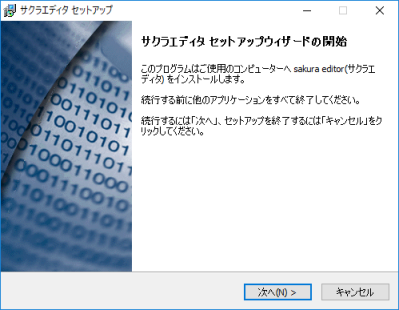 サクラエディタ セットアップ
サクラエディタ セットアップウィザードの開始
このプログラムはご使用のコンピューターへ sakura editor(サクラエ
ディタ) をインストールします。
続行する前に他のアプリケーションをすべて終了してください。
続行するには「次へ」、セットアップを終了するには「キャンセル」をク
リックしてください。
次へ(N) >
キャンセル